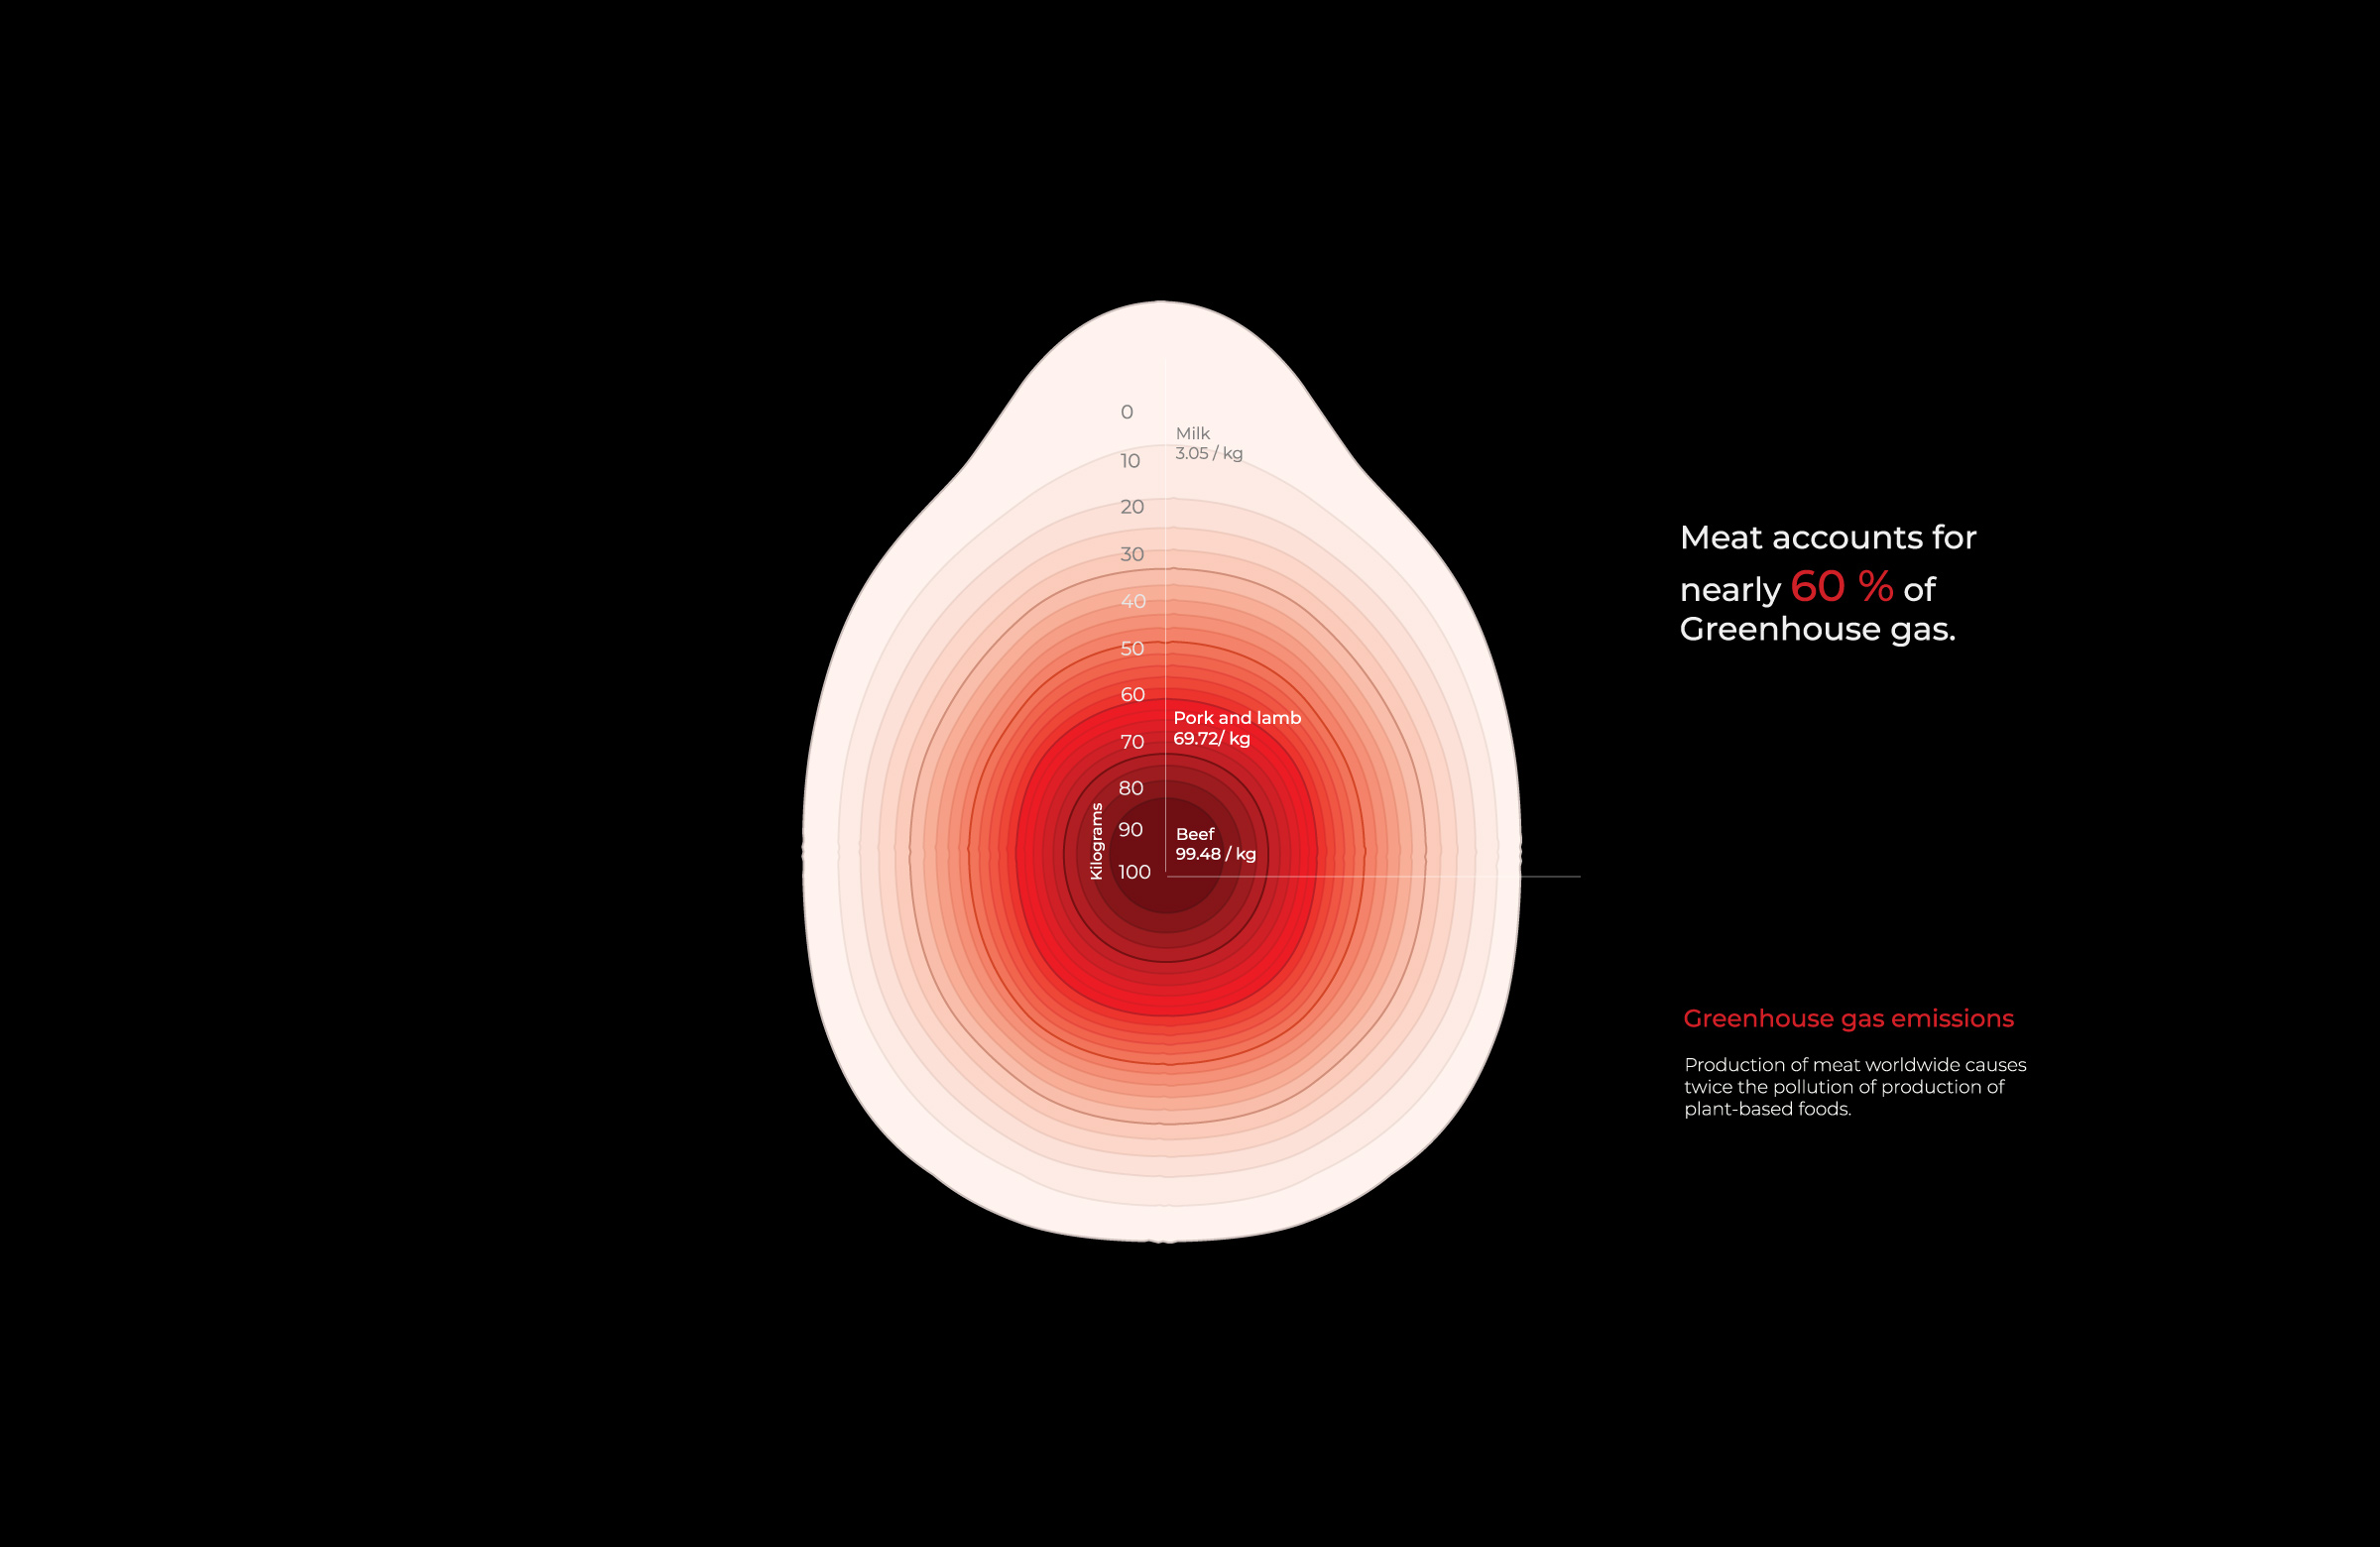 0
Milk
3.05 / kg
10
20
30
40
50
60
Pork and lamb
69.72/ kg
70
80
90
Beef
99.48 / kg
100
Kilograms
Meat accounts for
nearly 60 % of
Greenhouse gas.
Greenhouse gas emissions
Production of meat worldwide causes
twice the pollution of production of
plant-based foods.